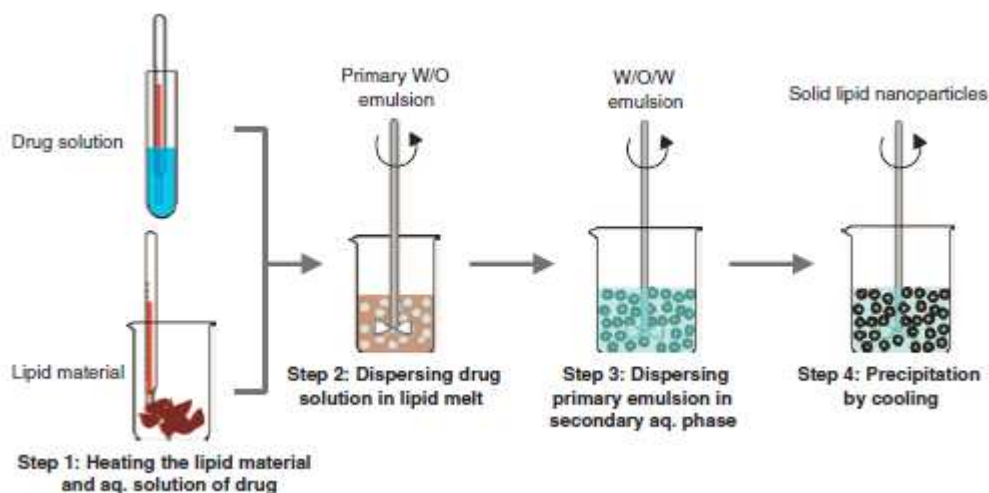 Drug solution
Lipid material
Step 1: Heating the lipid material
and aq. solution of drug
Primary W/O
emulsion
Step 2: Dispersing drug
solution in lipid melt
W/O/W
emulsion
Step 3: Dispersing
primary emulsion in
secondary aq. phase
Solid lipid nanoparticles
Step 4: Precipitation
by cooling